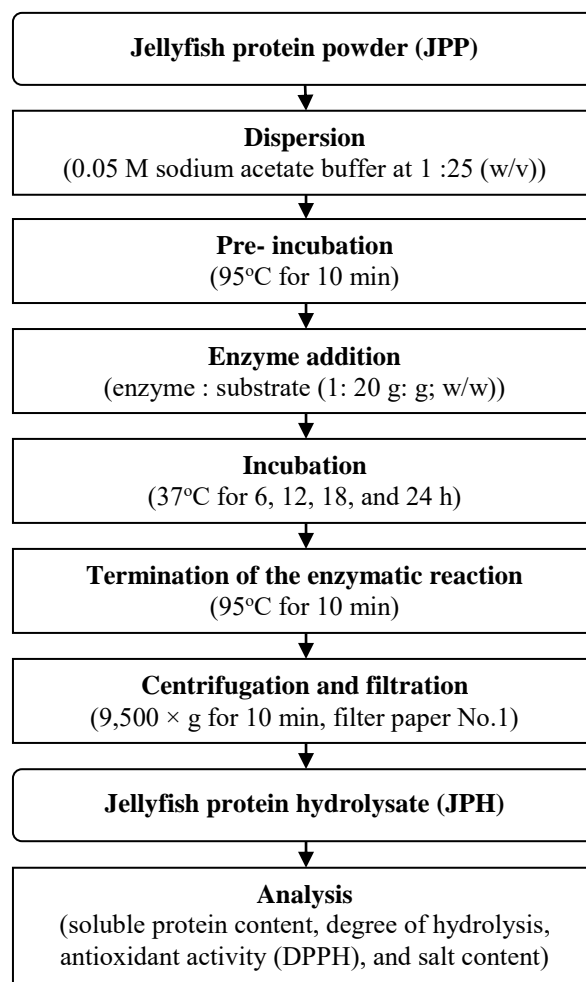 Jellyfish protein powder (JPP)
Dispersion
(0.05 M sodium acetate buffer at 1 :25 (w/v))
Pre- incubation
(95°C for 10 min)
Enzyme addition
(enzyme : substrate (1: 20 g: g; w/w))
Incubation
(37°C for 6, 12, 18, and 24 h)
Termination of the enzymatic reaction
(95°C for 10 min)
Centrifugation and filtration
(9,500 × g for 10 min, filter paper No.1)
Jellyfish protein hydrolysate (JPH)
Analysis
(soluble protein content, degree of hydrolysis,
antioxidant activity (DPPH), and salt content)